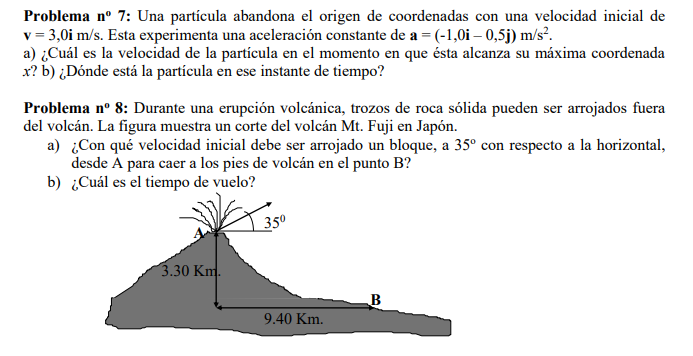 Problema nº 7: Una partícula abandona el origen de coordenadas con una velocidad inicial de
v = 3,0i m/s. Esta experimenta una aceleración constante de a = (-1,0i – 0,5j) m/s².
a) ¿Cuál es la velocidad de la partícula en el momento en que ésta alcanza su máxima coordenada
x? b) ¿Dónde está la partícula en ese instante de tiempo?
Problema nº 8: Durante una erupción volcánica, trozos de roca sólida pueden ser arrojados fuera
del volcán. La figura muestra un corte del volcán Mt. Fuji en Japón.
a) ¿Con qué velocidad inicial debe ser arrojado un bloque, a 35º con respecto a la horizontal,
desde A para caer a los pies de volcán en el punto B?
b) ¿Cuál es el tiempo de vuelo?
35⁰
A
3.30 Km.
B
9.40 Km.